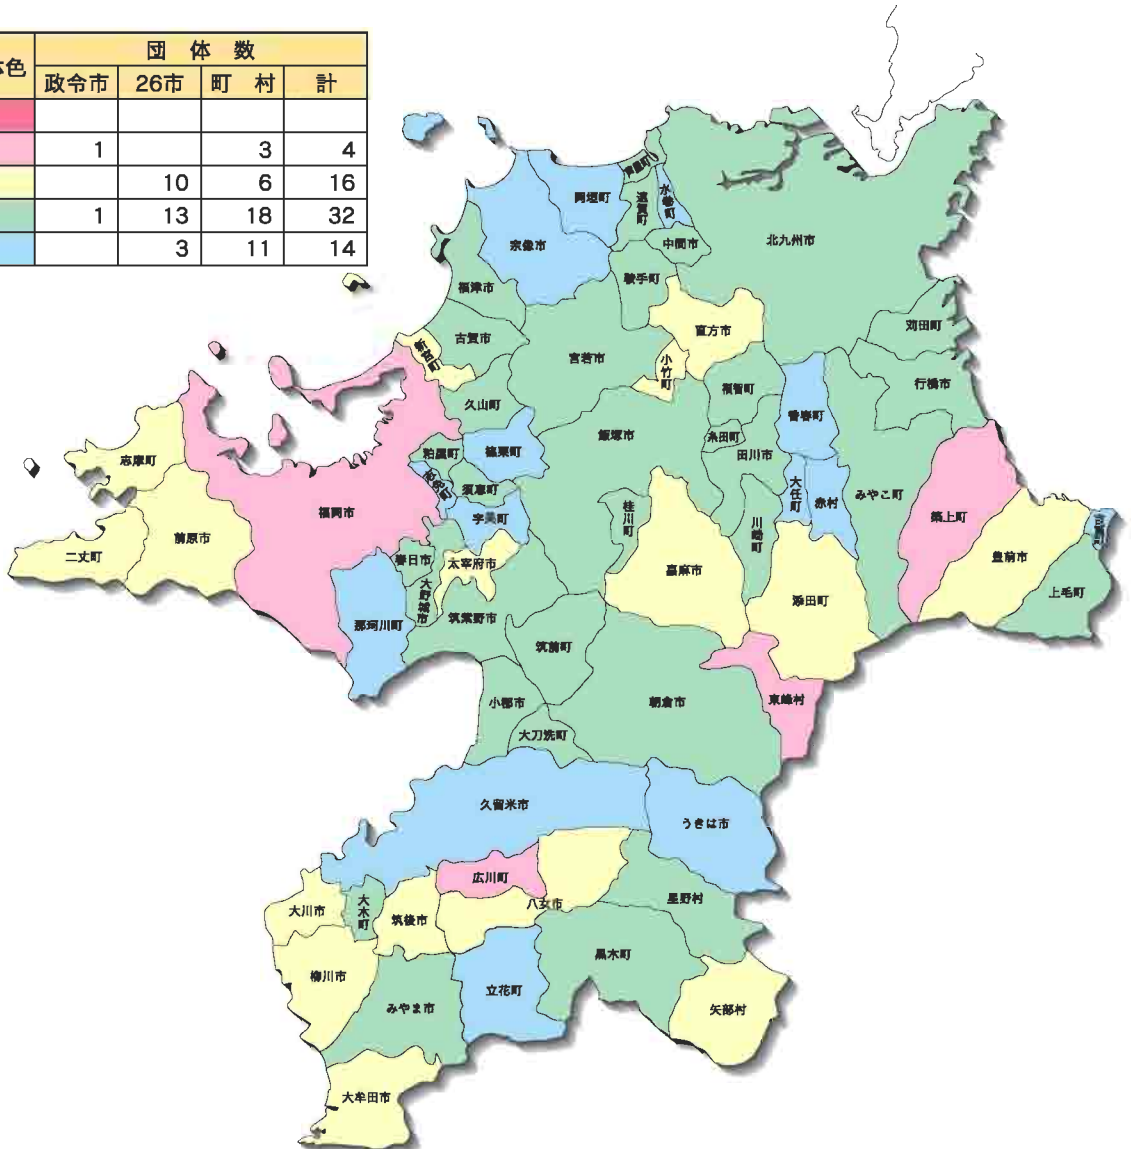 体色
団 体 数
政令市 26市 町 村 計
1 3 4
10 6 16
1 13 18 32
3 11 14
芦屋町
岡垣町
遠賀町
水巻町
中間市
北九州市
宗像市
鞍手町
福津市
直方市
苅田町
古賀市
新宮町
宮若市
小竹町
福智町
行橋市
久山町
香春町
飯塚市
糸田町
田川市
篠栗町
粕屋町
志免町
須恵町
志摩町
大任町
赤村
みやこ町
福岡市
宇美町
桂川町
川崎町
築上町
吉富町
前原市
二丈町
春日市
太宰府市
嘉麻市
豊前市
大野城市
添田町
上毛町
那珂川町
筑紫野市
筑前町
小郡市
朝倉市
東峰村
大刀洗町
久留米市
うきは市
広川町
大川市
大木町
筑後市
八女市
星野村
黒木町
柳川市
立花町
みやま市
矢部村
大牟田市